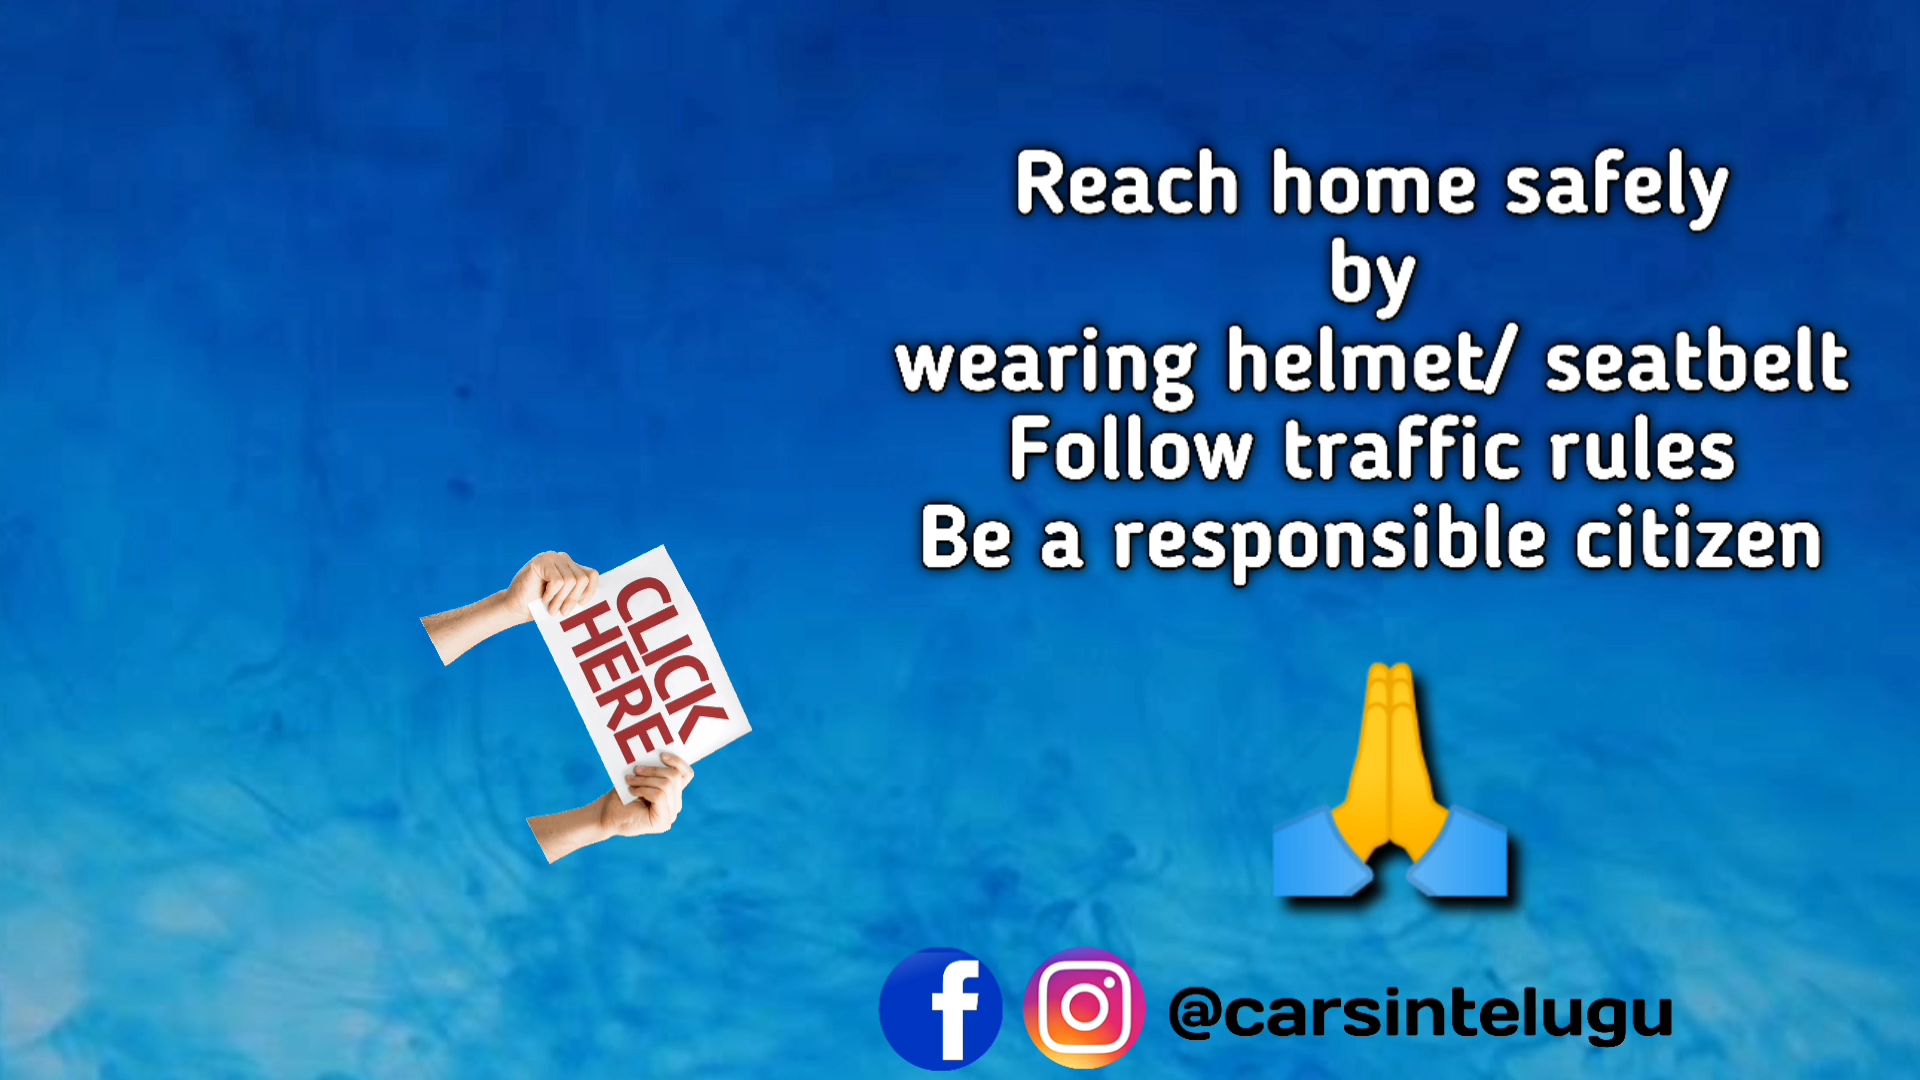 Reach home safely
by
wearing helmet/ seatbelt
Follow traffic rules
Be a responsible citizen
CLICK
HERE
@carsintelugu